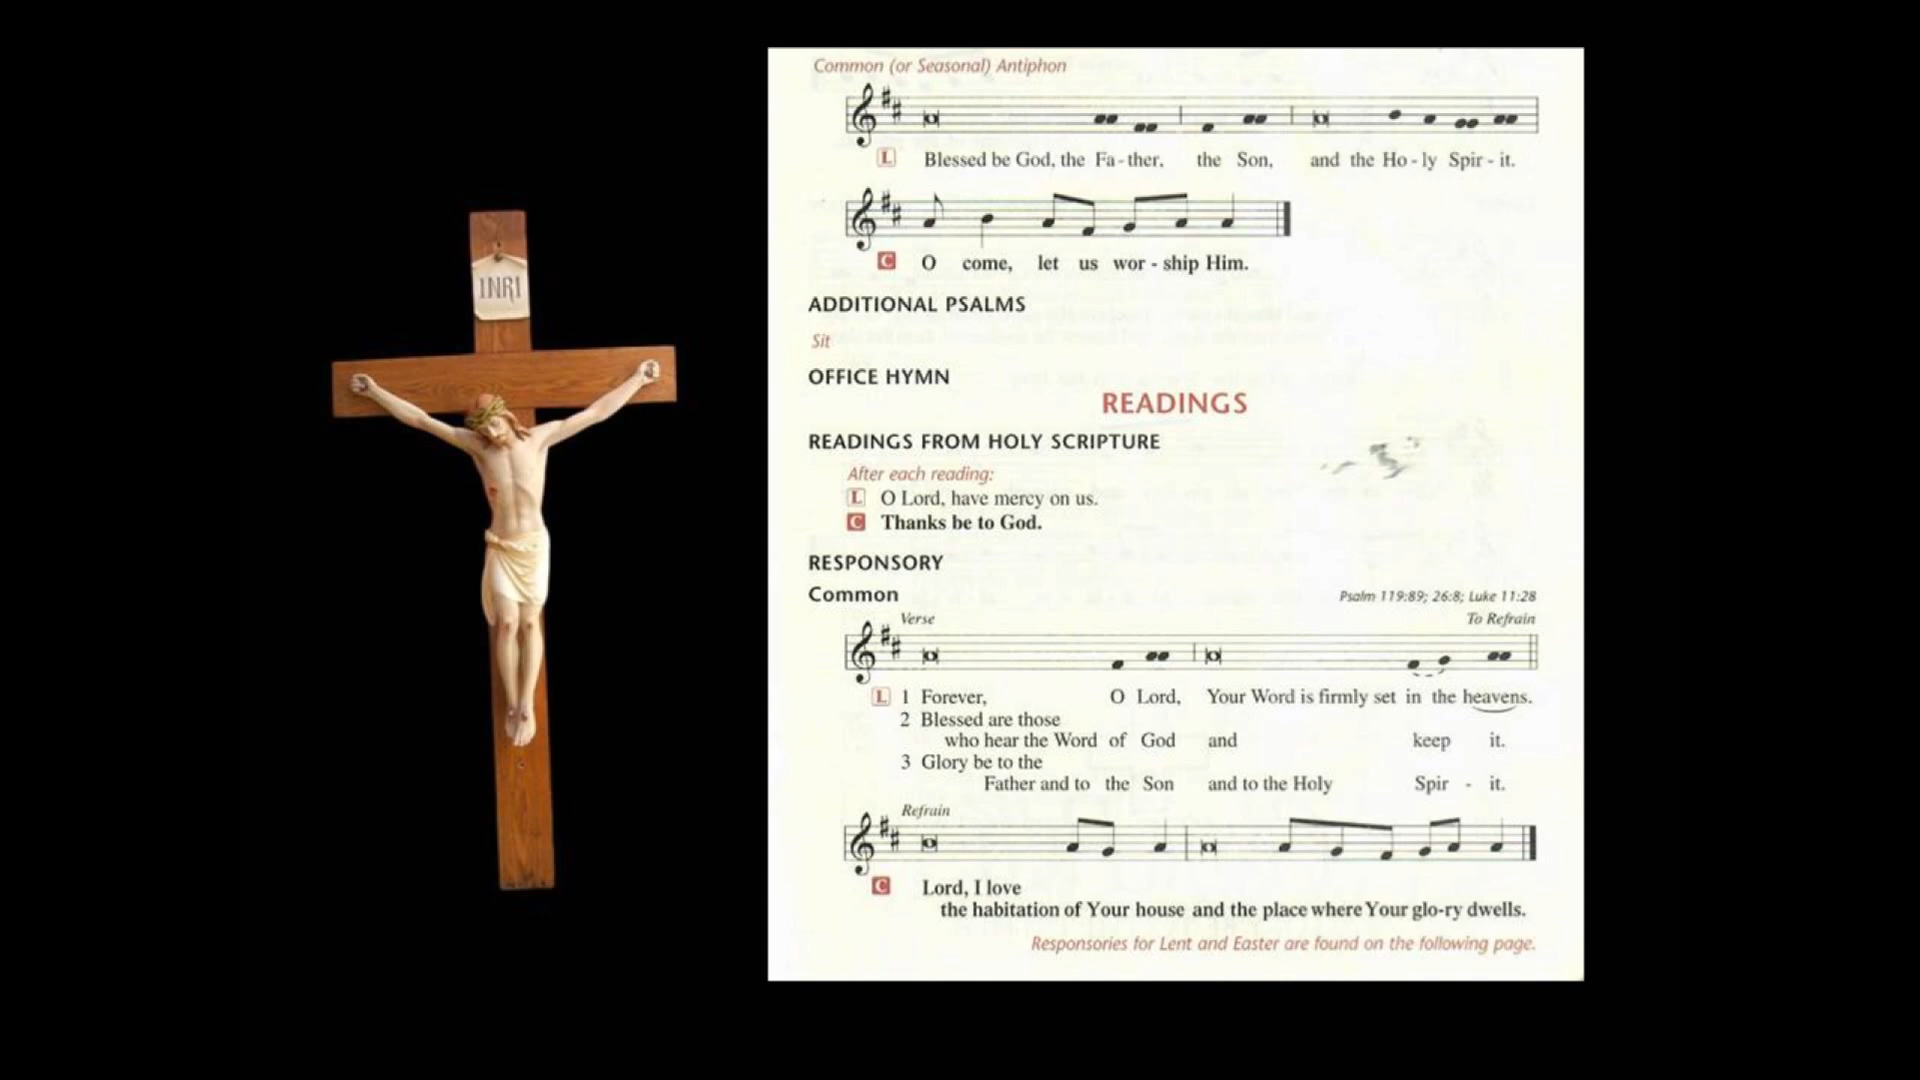 INRI
Common (or Seasonal) Antiphon
L Blessed be God, the Fa - ther, the Son, and the Ho - ly Spir - it.
C O come, let us wor - ship Him.
ADDITIONAL PSALMS
Sit
OFFICE HYMN
READINGS
READINGS FROM HOLY SCRIPTURE
After each reading:
L O Lord, have mercy on us.
C Thanks be to God.
RESPONSORY
Common Psalm 119:89; 26:8; Luke 11:28
Verse To Refrain
L 1 Forever, O Lord, Your Word is firmly set in the heavens.
2 Blessed are those
who hear the Word of God and keep it.
3 Glory be to the
Father and to the Son and to the Holy Spir - it.
Refrain
C Lord, I love
the habitation of Your house and the place where Your glo-ry dwells.
Responsories for Lent and Easter are found on the following page.